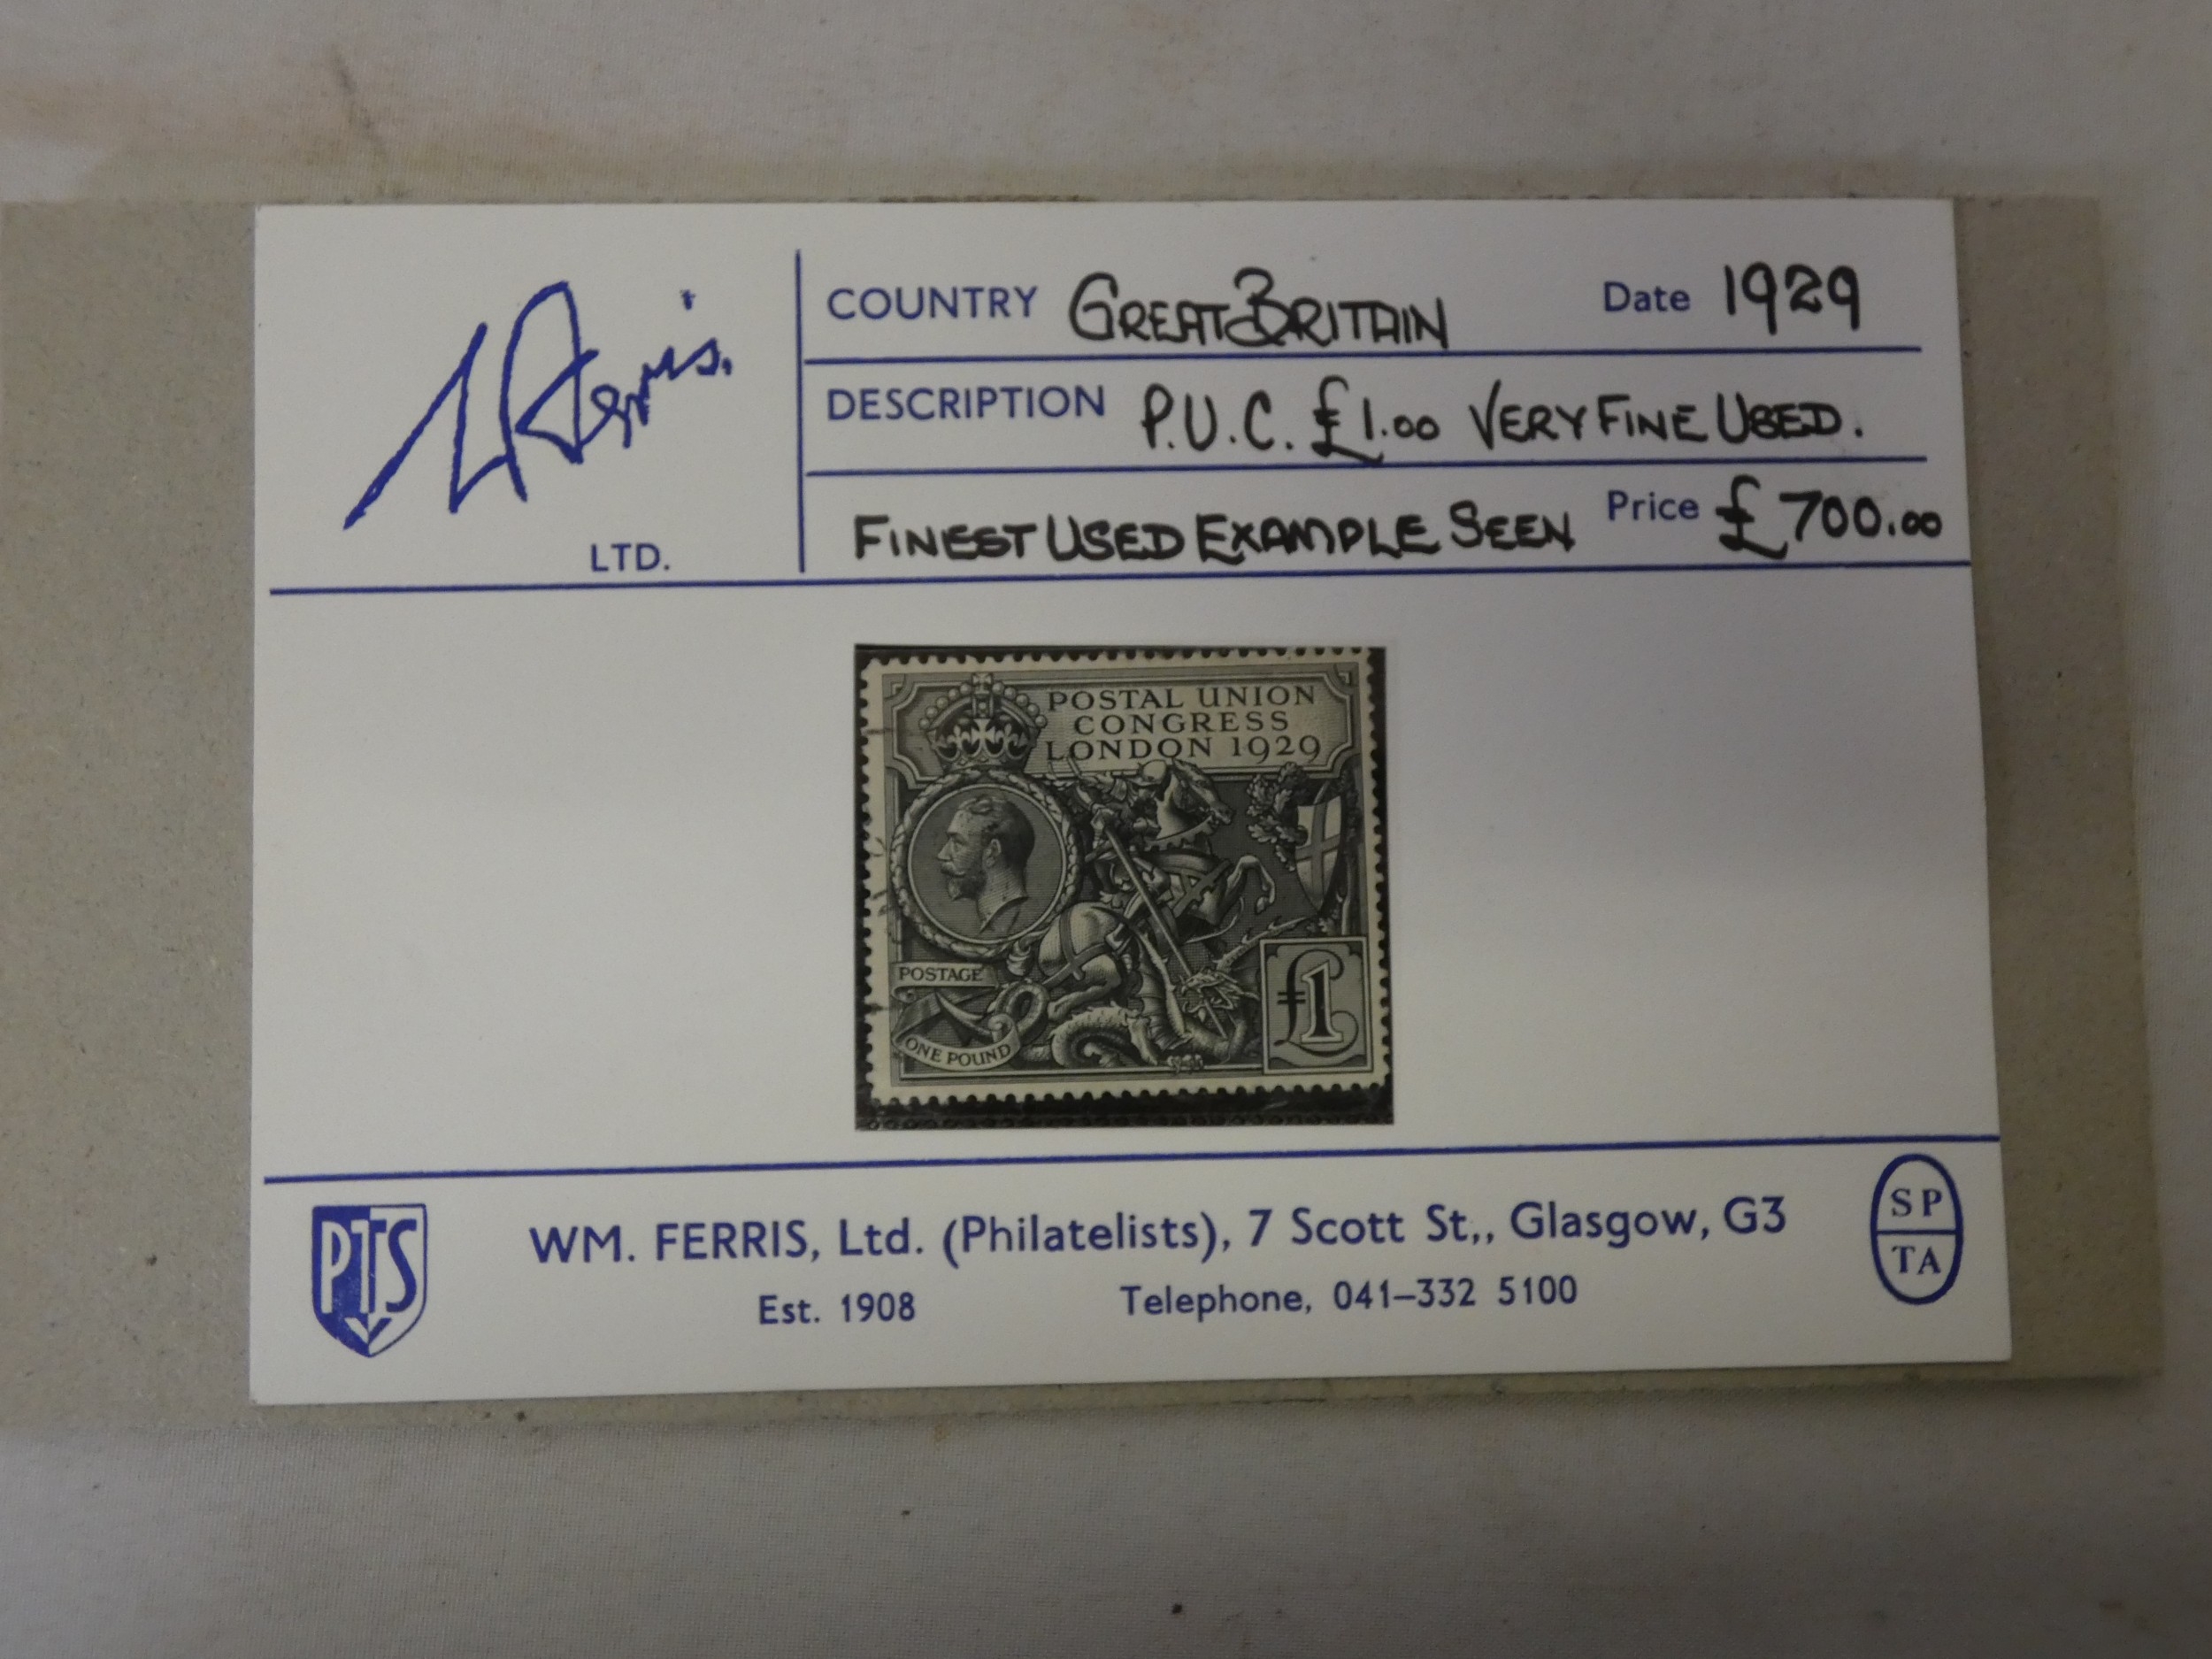 W Ferris.
LTD.
COUNTRY GREAT BRITAIN Date 1929
DESCRIPTION P.U.C. £1.00 VERY FINE USED.
FINEST USED EXAMPLE SEEN Price £700.00
POSTAL UNION
CONGRESS
LONDON 1929
POSTAGE
ONE POUND
£1
PTS
WM. FERRIS, Ltd. (Philatelists), 7 Scott St,, Glasgow, G3
Est. 1908 Telephone, 041–332 5100
SP
TA